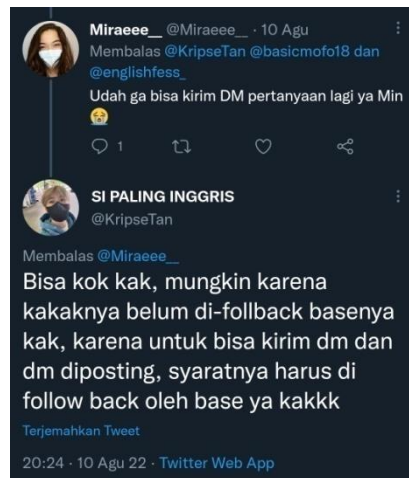 Miraeee__ @Miraeee__ · 10 Agu
Membalas @KripseTan @basicmofo18 dan
@englishfess_
Udah ga bisa kirim DM pertanyaan lagi ya Min
😭
1
SI PALING INGGRIS
@KripseTan
Membalas @Miraeee__
Bisa kok kak, mungkin karena
kakaknya belum di-follback basenya
kak, karena untuk bisa kirim dm dan
dm diposting, syaratnya harus di
follow back oleh base ya kakkk
Terjemahkan Tweet
20:24 · 10 Agu 22 · Twitter Web App